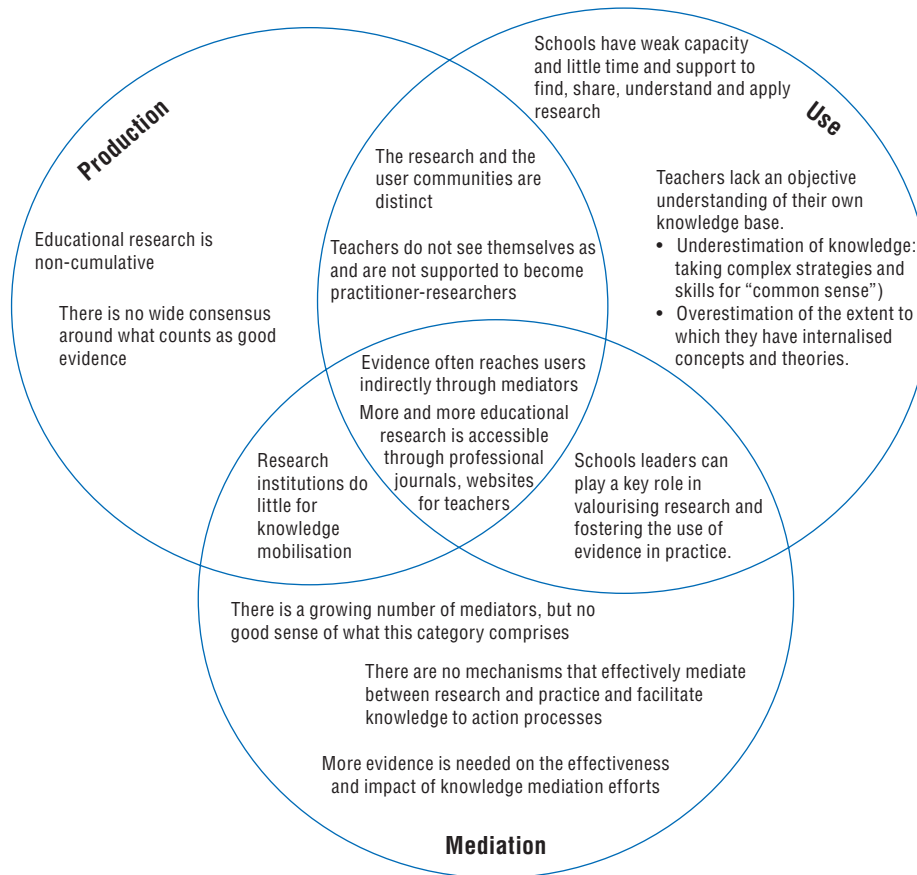 Schools have weak capacity
and little time and support to
find, share, understand and apply
research
Use
Production
The research and the
user communities are
distinct
Teachers lack an objective
understanding of their own
knowledge base.
• Underestimation of knowledge:
taking complex strategies and
skills for “common sense”)
• Overestimation of the extent to
which they have internalised
concepts and theories.
Educational research is
non-cumulative
Teachers do not see themselves as
and are not supported to become
practitioner-researchers
There is no wide consensus
around what counts as good
evidence
Evidence often reaches users
indirectly through mediators
More and more educational
research is accessible
through professional
journals, websites
for teachers
Research
institutions do
little for
knowledge
mobilisation
Schools leaders can
play a key role in
valourising research and
fostering the use of
evidence in practice.
There is a growing number of mediators, but no
good sense of what this category comprises
There are no mechanisms that effectively mediate
between research and practice and facilitate
knowledge to action processes
More evidence is needed on the effectiveness
and impact of knowledge mediation efforts
Mediation